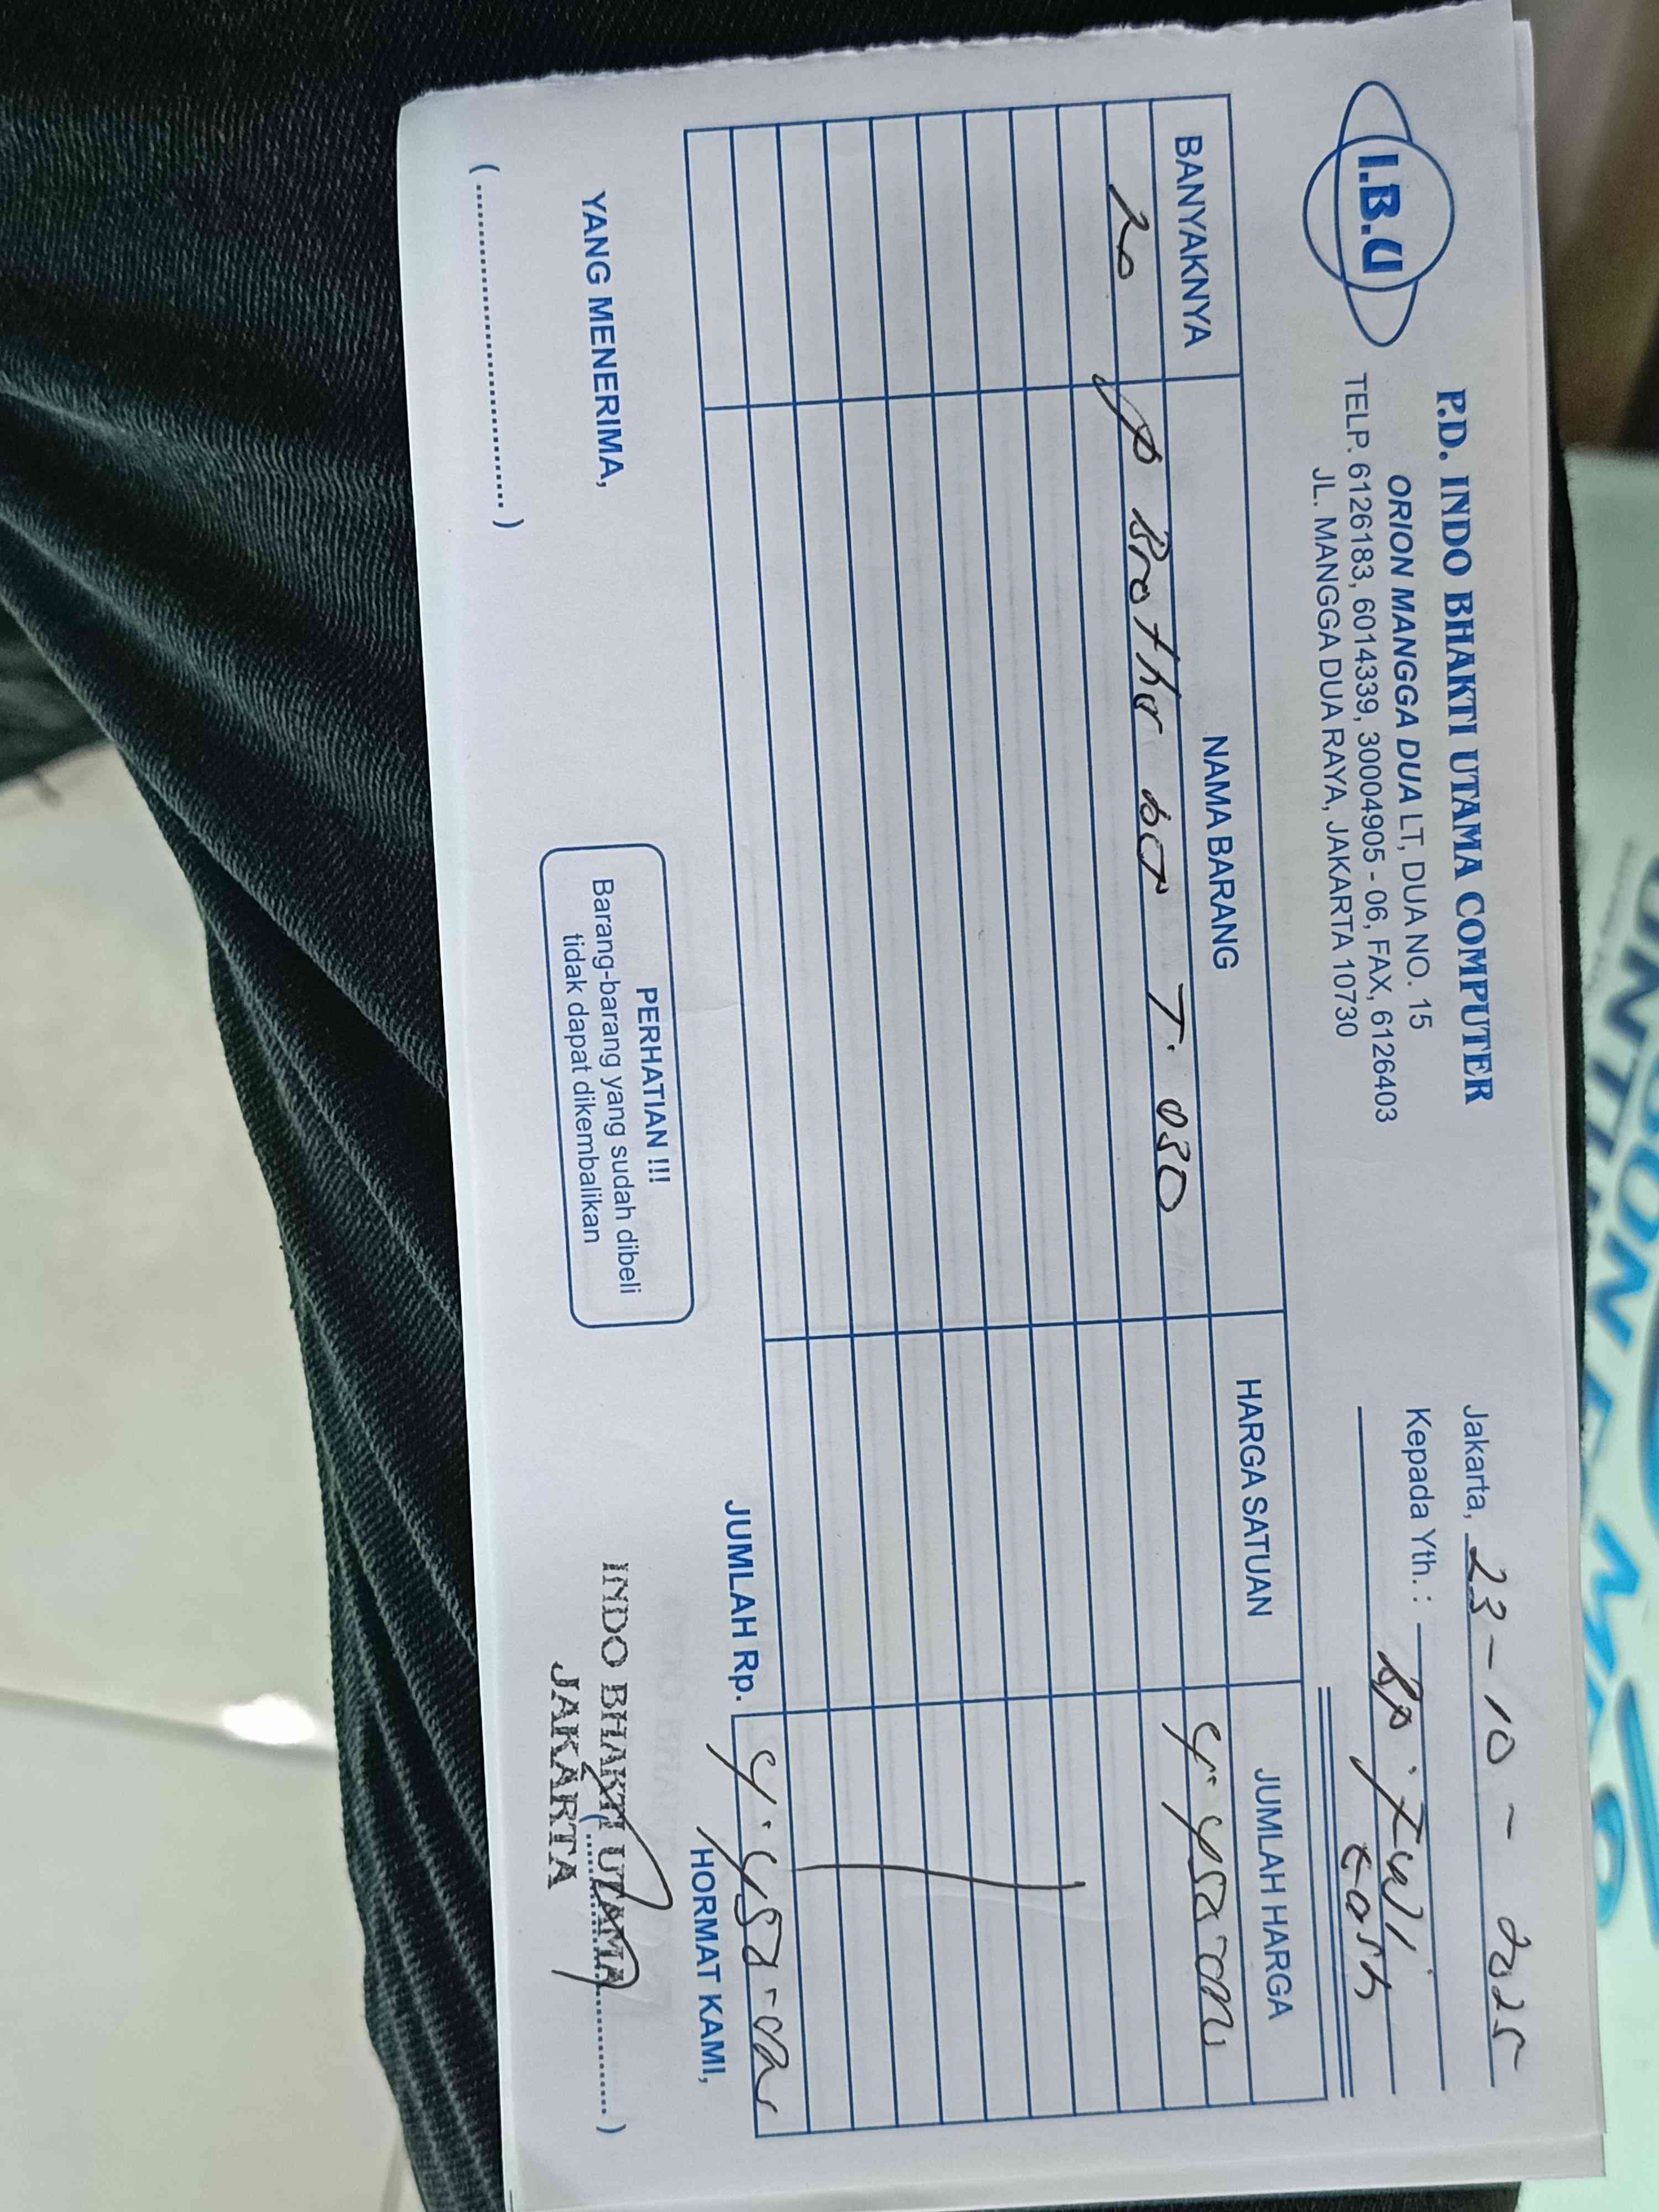 I.B.U
P.D. INDO BHAKTI UTAMA COMPUTER
ORION MANGGA DUA LT, DUA NO. 15
TELP. 6126183, 6014339, 30004905 - 06, FAX, 6126403
JL. MANGGA DUA RAYA, JAKARTA 10730
Jakarta, 23-10-2025
Kepada Yth. : Bp.
Cash
BANYAKNYA NAMA BARANG HARGA SATUAN JUMLAH HARGA
20 Brother T. 030
JUMLAH Rp.
YANG MENERIMA,
(....................)
PERHATIAN !!!
Barang-barang yang sudah dibeli
tidak dapat dikembalikan
HORMAT KAMI,
INDO BHAKTI UTAMA
JAKARTA